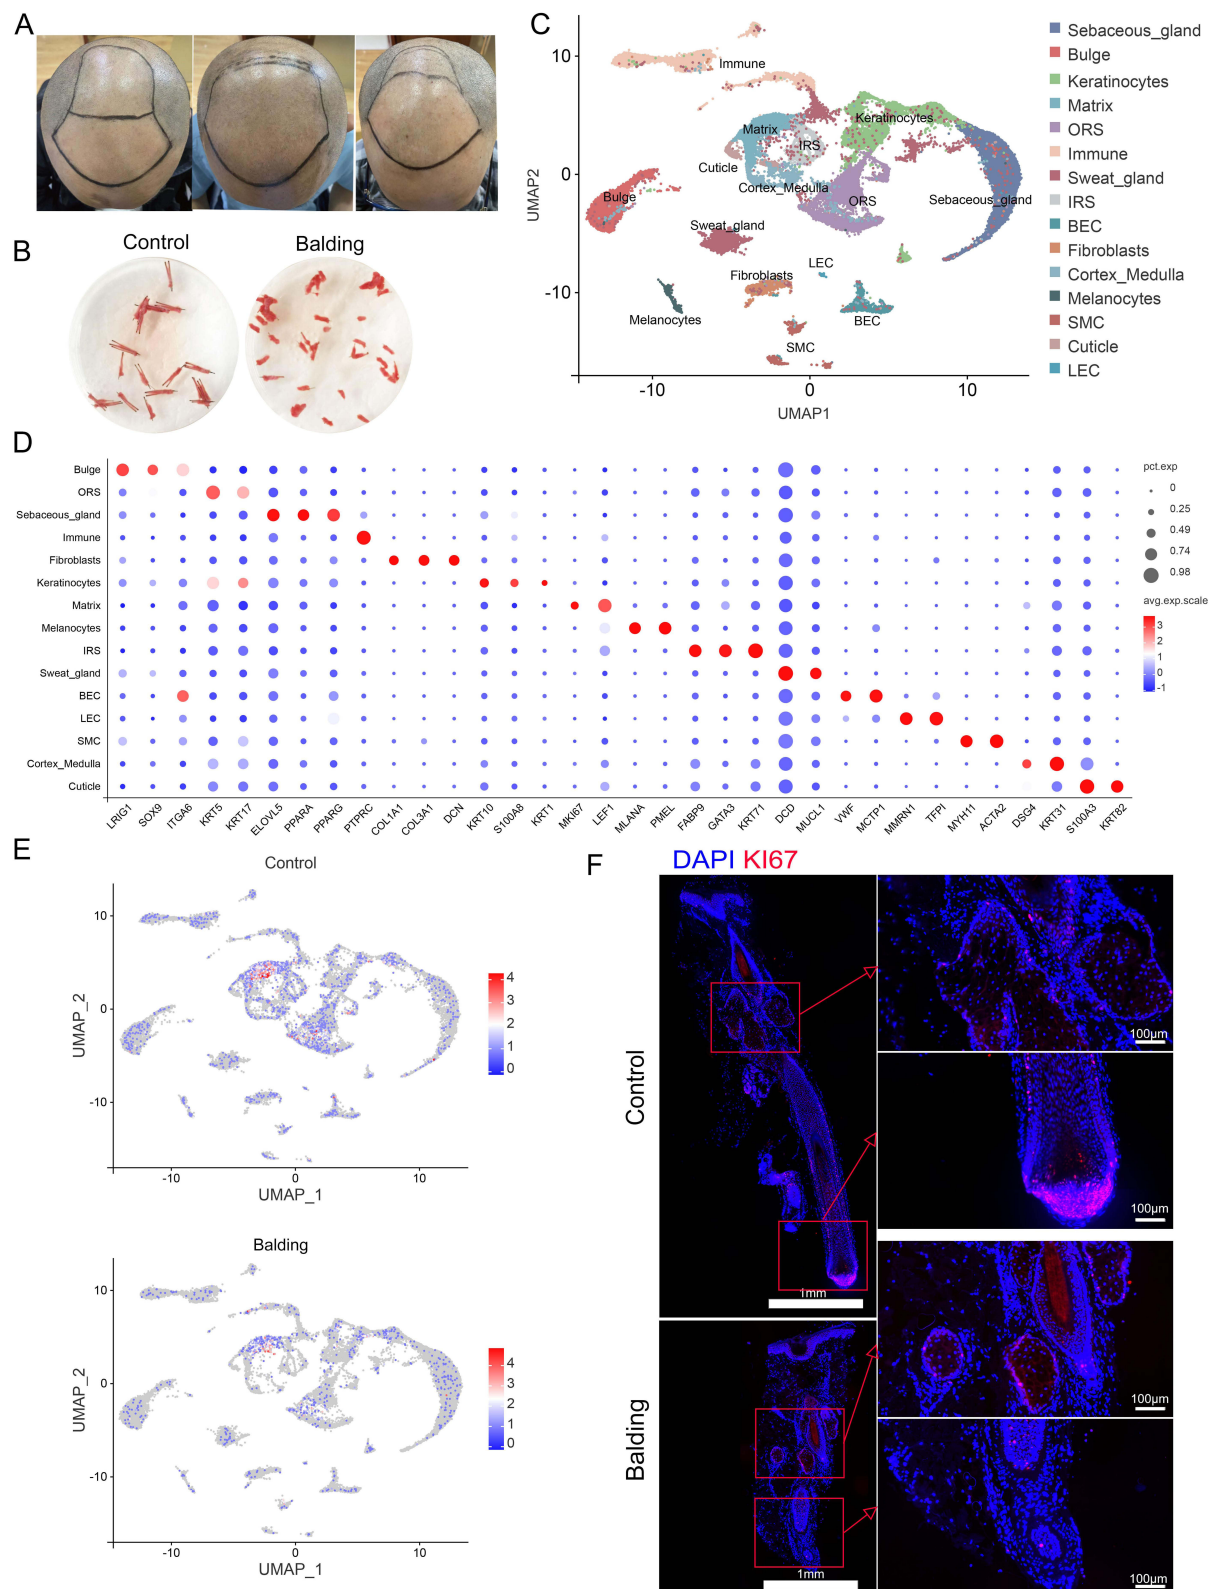 A
B
Control
Balding
C
UMAP2
10
0
-10
-10
0
10
UMAP1
Immune
Matrix
IRS
Keratinocytes
Cuticle
Cortex_Medulla
ORS
Sebaceous_gland
Bulge
Sweat_gland
Fibroblasts
LEC
Melanocytes
BEC
SMC
Sebaceous_gland
Bulge
Keratinocytes
Matrix
ORS
Immune
Sweat_gland
IRS
BEC
Fibroblasts
Cortex_Medulla
Melanocytes
SMC
Cuticle
LEC
D
Bulge
ORS
Sebaceous_gland
Immune
Fibroblasts
Keratinocytes
Matrix
Melanocytes
IRS
Sweat_gland
BEC
LEC
SMC
Cortex_Medulla
Cuticle
LRIG1
SOX9
ITGA6
KRT5
KRT17
ELOVL5
PPARA
PPARG
PTPRC
COL1A1
COL3A1
DCN
KRT10
S100A8
KRT1
MKI67
LEF1
MLANA
PMEL
FABP9
GATA3
KRT71
DCD
MUCL1
VWF
MCTP1
MMRN1
TFPI
MYH11
ACTA2
DSG4
KRT31
S100A3
KRT82
pct.exp
0
0.25
0.49
0.74
0.98
avg.exp.scale
3
2
1
0
-1
E
Control
UMAP_2
10
0
-10
-10
0
10
UMAP_1
4
3
2
1
0
Balding
UMAP_2
10
0
-10
-10
0
10
UMAP_1
4
3
2
1
0
F
DAPI KI67
Control
1mm
100µm
100µm
Balding
1mm
100µm
100µm